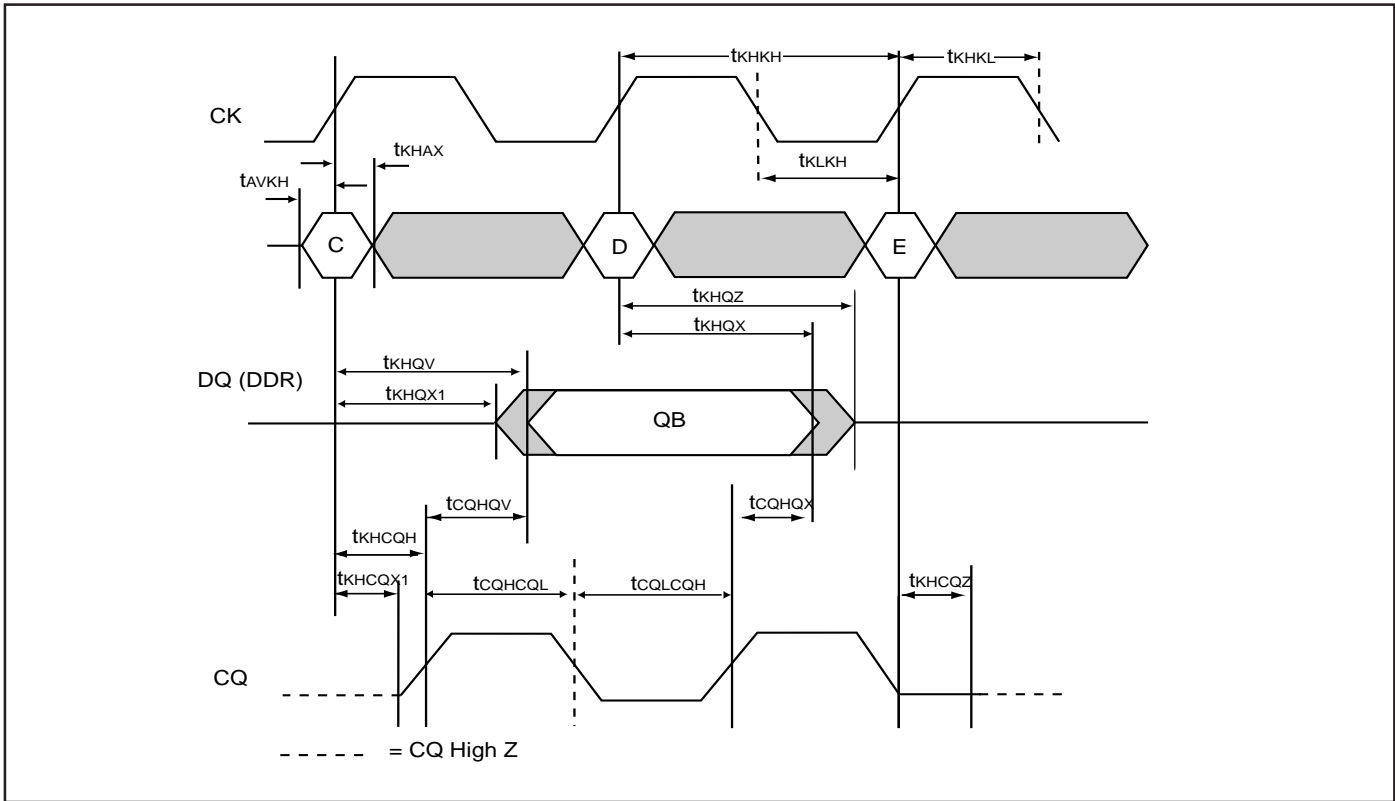 tKHKH
tKHKL
CK
tKHAX
tKLKH
tAVKH
C
D
E
tKHQZ
tKHQX
tKHQV
DQ (DDR)
tKHQX1
QB
tCQHQV
tCQHQX
tKHCQH
tKHCQX1
tCQHCQL
tCQLCQH
tKHCQZ
CQ
= CQ High Z